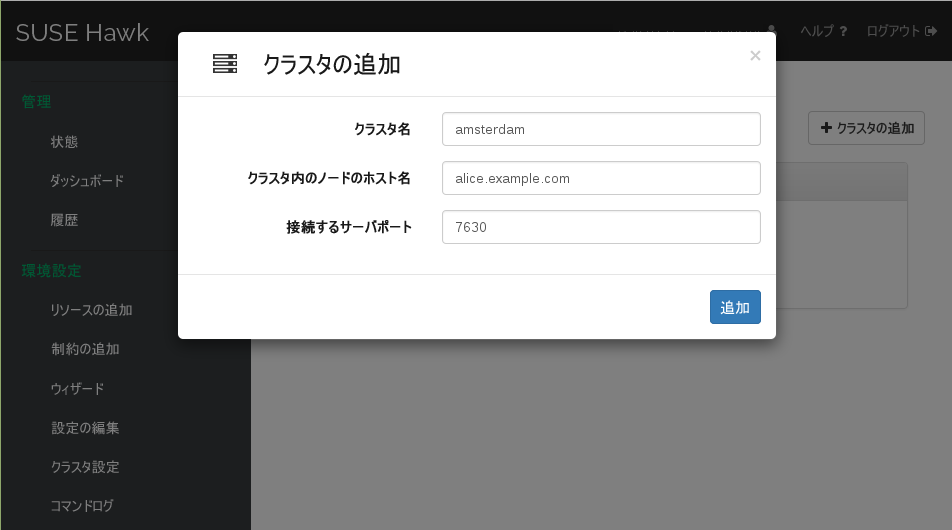 SUSE Hawk
ヘルプ ?
ログアウト
管理
状態
ダッシュボード
履歴
環境設定
リソースの追加
制約の追加
ウィザード
設定の編集
クラスタ設定
コマンドログ
+ クラスタの追加
クラスタの追加
×
クラスタ名
amsterdam
クラスタ内のノードのホスト名
alice.example.com
接続するサーバポート
7630
追加